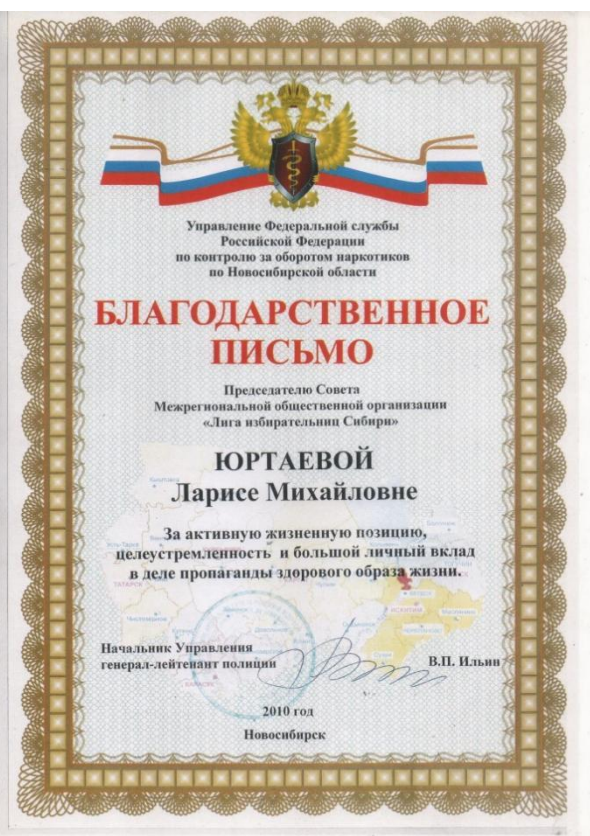 Управление Федеральной службы
Российской Федерации
по контролю за оборотом наркотиков
по Новосибирской области
БЛАГОДАРСТВЕННОЕ
ПИСЬМО
Председателю Совета
Межрегиональной общественной организации
«Лига избирательниц Сибири»
ЮРТАЕВОЙ
Ларисе Михайловне
За активную жизненную позицию,
целеустремленность и большой личный вклад
в деле пропаганды здорового образа жизни.
Начальник Управления
генерал-лейтенант полиции
В.П. Ильин
2010 год
Новосибирск